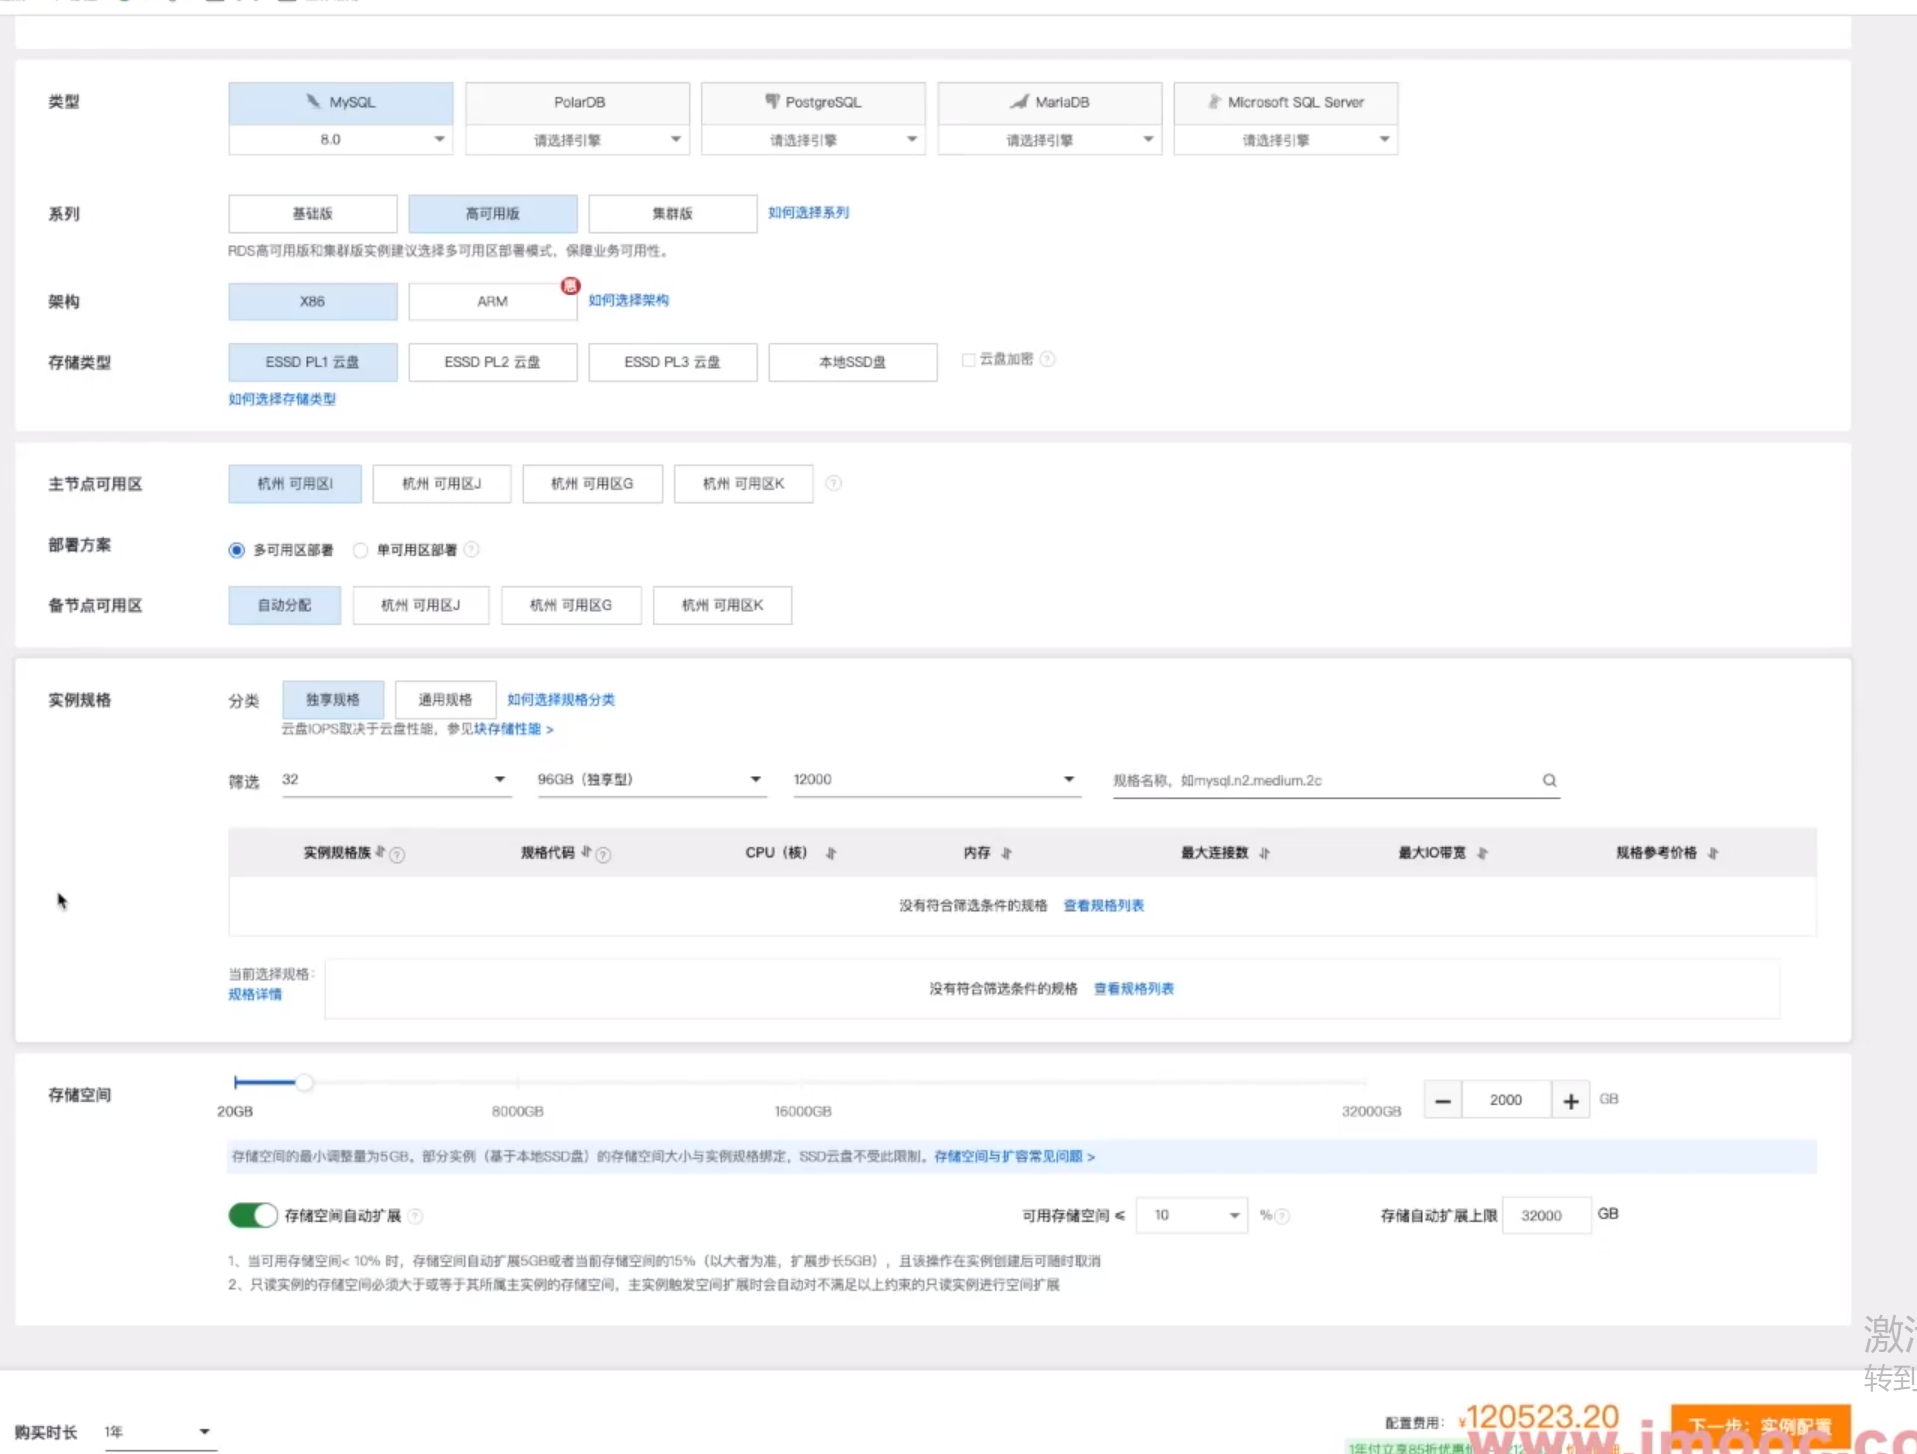 类型 MySQL PolarDB PostgreSQL MariaDB Microsoft SQL Server
8.0 请选择引擎 请选择引擎 请选择引擎 请选择引擎
系列 基础版 高可用版 集群版 如何选择系列
RDS高可用版和集群版实例建议选择多可用区部署模式，保障业务可用性。
架构 X86 ARM 惠 如何选择架构
存储类型 ESSD PL1 云盘 ESSD PL2 云盘 ESSD PL3 云盘 本地SSD盘 云盘加密 ?
如何选择存储类型
主节点可用区 杭州 可用区I 杭州 可用区J 杭州 可用区G 杭州 可用区K ?
部署方案 多可用区部署 单可用区部署 ?
备节点可用区 自动分配 杭州 可用区J 杭州 可用区G 杭州 可用区K
实例规格 分类 独享规格 通用规格 如何选择规格分类
云盘IOPS取决于云盘性能，参见块存储性能 >
筛选 32 96GB（独享型） 12000 规格名称，如mysql.n2.medium.2c
实例规格族 ? 规格代码 ? CPU（核） 内存 最大连接数 最大IO带宽 规格参考价格
没有符合筛选条件的规格 查看规格列表
当前选择规格：
规格详情 没有符合筛选条件的规格 查看规格列表
存储空间 20GB 8000GB 16000GB 32000GB − 2000 + GB
存储空间的最小调整量为5GB。部分实例（基于本地SSD盘）的存储空间大小与实例规格绑定，SSD云盘不受此限制。存储空间与扩容常见问题 >
存储空间自动扩展 ? 可用存储空间 ≤ 10 % ? 存储自动扩展上限 32000 GB
1、当可用存储空间< 10% 时，存储空间自动扩展5GB或者当前存储空间的15%（以大者为准，扩展步长5GB），且该操作在实例创建后可随时取消
2、只读实例的存储空间必须大于或等于其所属主实例的存储空间，主实例触发空间扩展时会自动对不满足以上约束的只读实例进行空间扩展
激
转到
购买时长 1年 配置费用： ¥120523.20 下一步：实例配置
1年付立享85折优惠
www.imooc.co